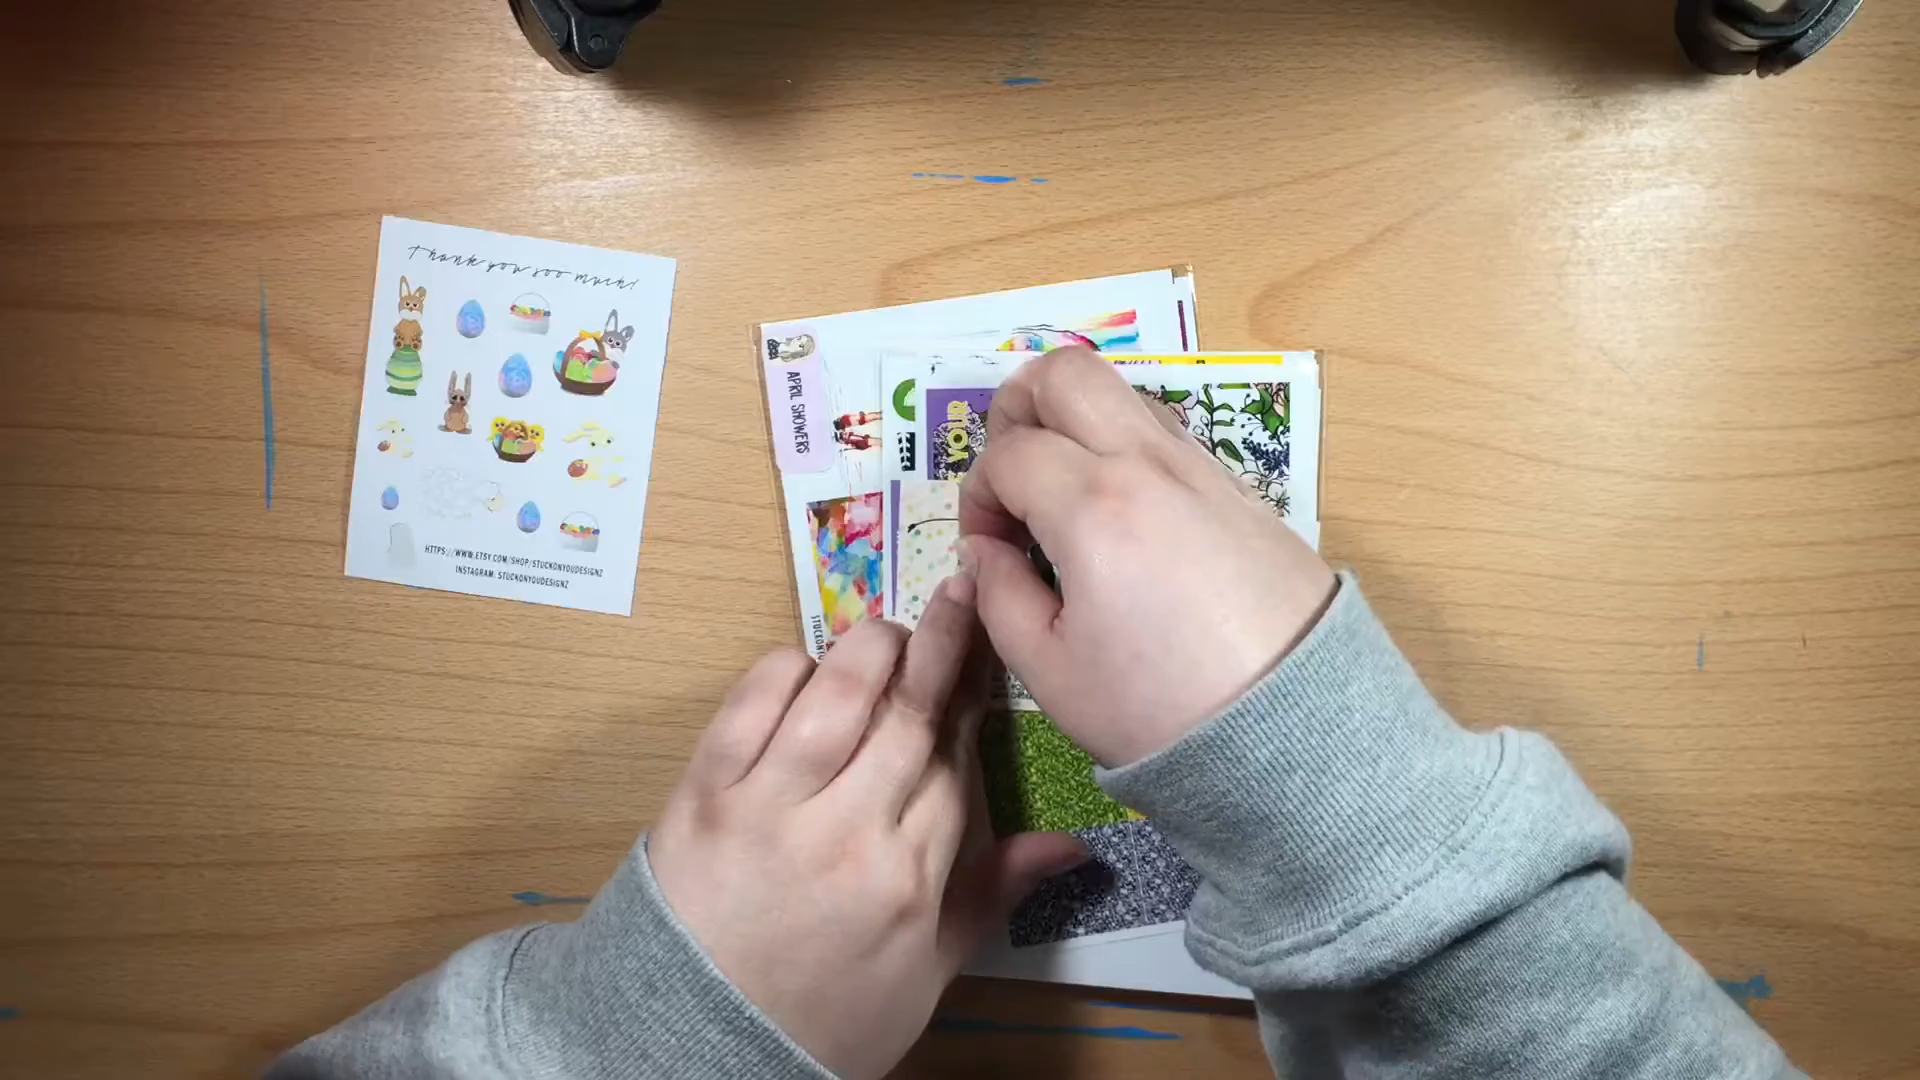 Thank you soo much!
HTTPS://WWW.ETSY.COM/SHOP/STUCKONYOUDESIGNZ
INSTAGRAM: STUCKONYOUDESIGNZ
APRIL SHOWERS
YOUR